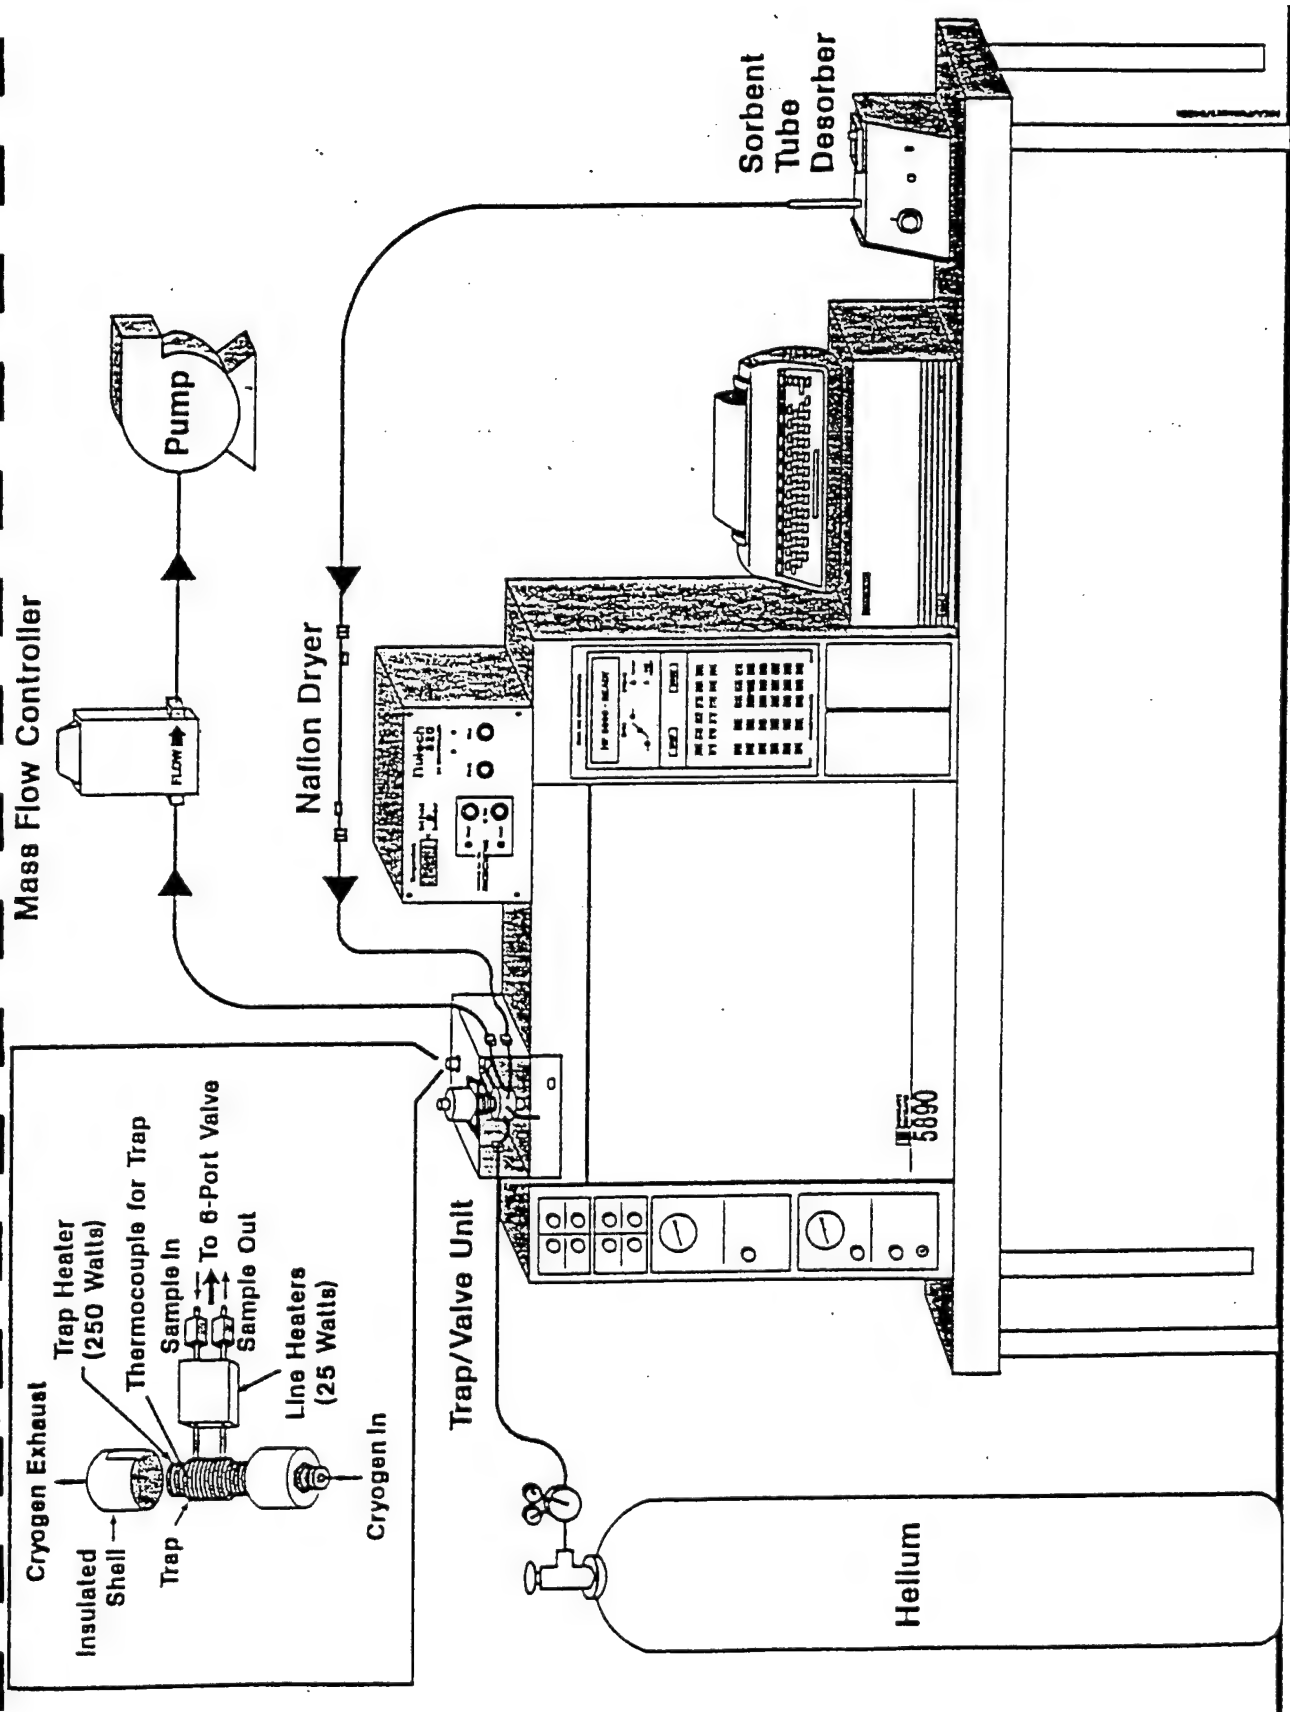 Mass Flow Controller
FLOW
Pump
Nafion Dryer
Sorbent
Tube
Desorber
Cryogen Exhaust
Insulated
Shell
Trap
Trap Heater
(250 Watts)
Thermocouple for Trap
Sample In
To 6-Port Valve
Sample Out
Line Heaters
(25 Watts)
Cryogen In
Trap/Valve Unit
Nutech
5890
Helium